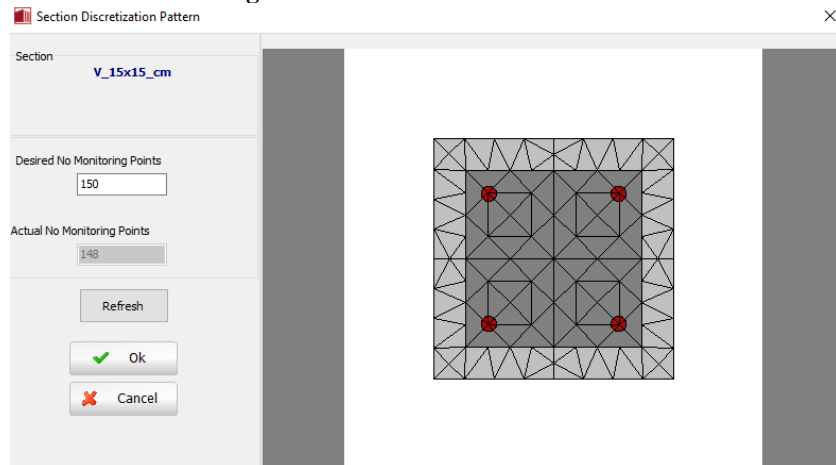 Section Discretization Pattern
Section
V_15x15_cm
Desired No Monitoring Points
150
Actual No Monitoring Points
148
Refresh
Ok
Cancel